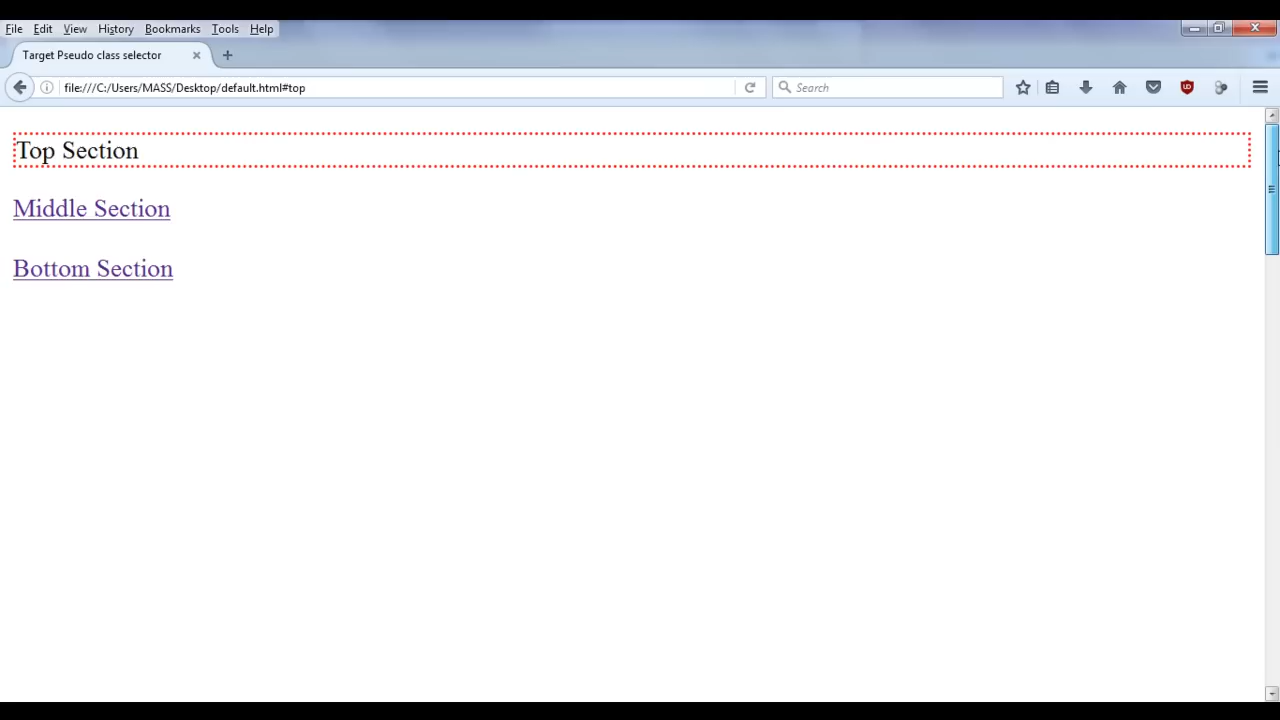 File Edit View History Bookmarks Tools Help
Target Pseudo class selector
file:///C:/Users/MASS/Desktop/default.html#top
Search
Top Section
Middle Section
Bottom Section